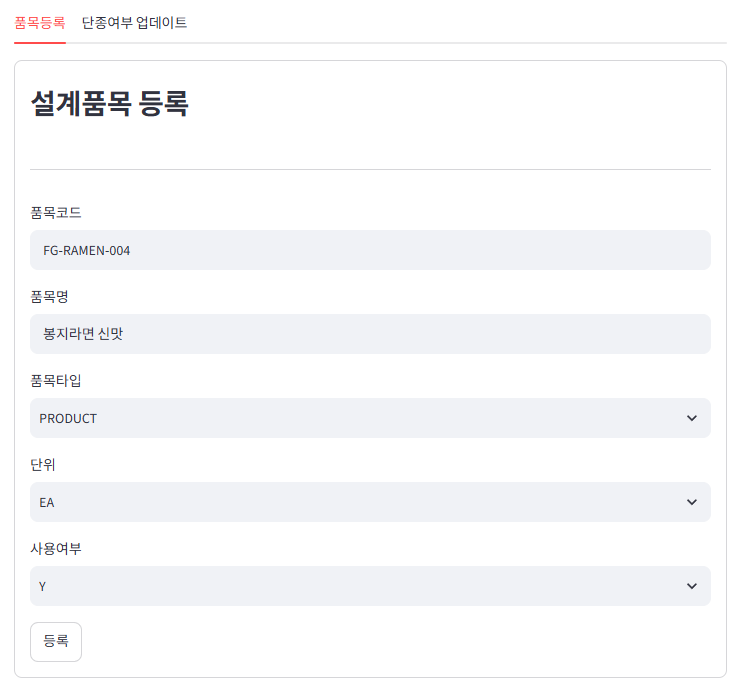 품목등록 단종여부 업데이트
설계품목 등록
품목코드
FG-RAMEN-004
품목명
봉지라면 신맛
품목타입
PRODUCT
단위
EA
사용여부
Y
등록